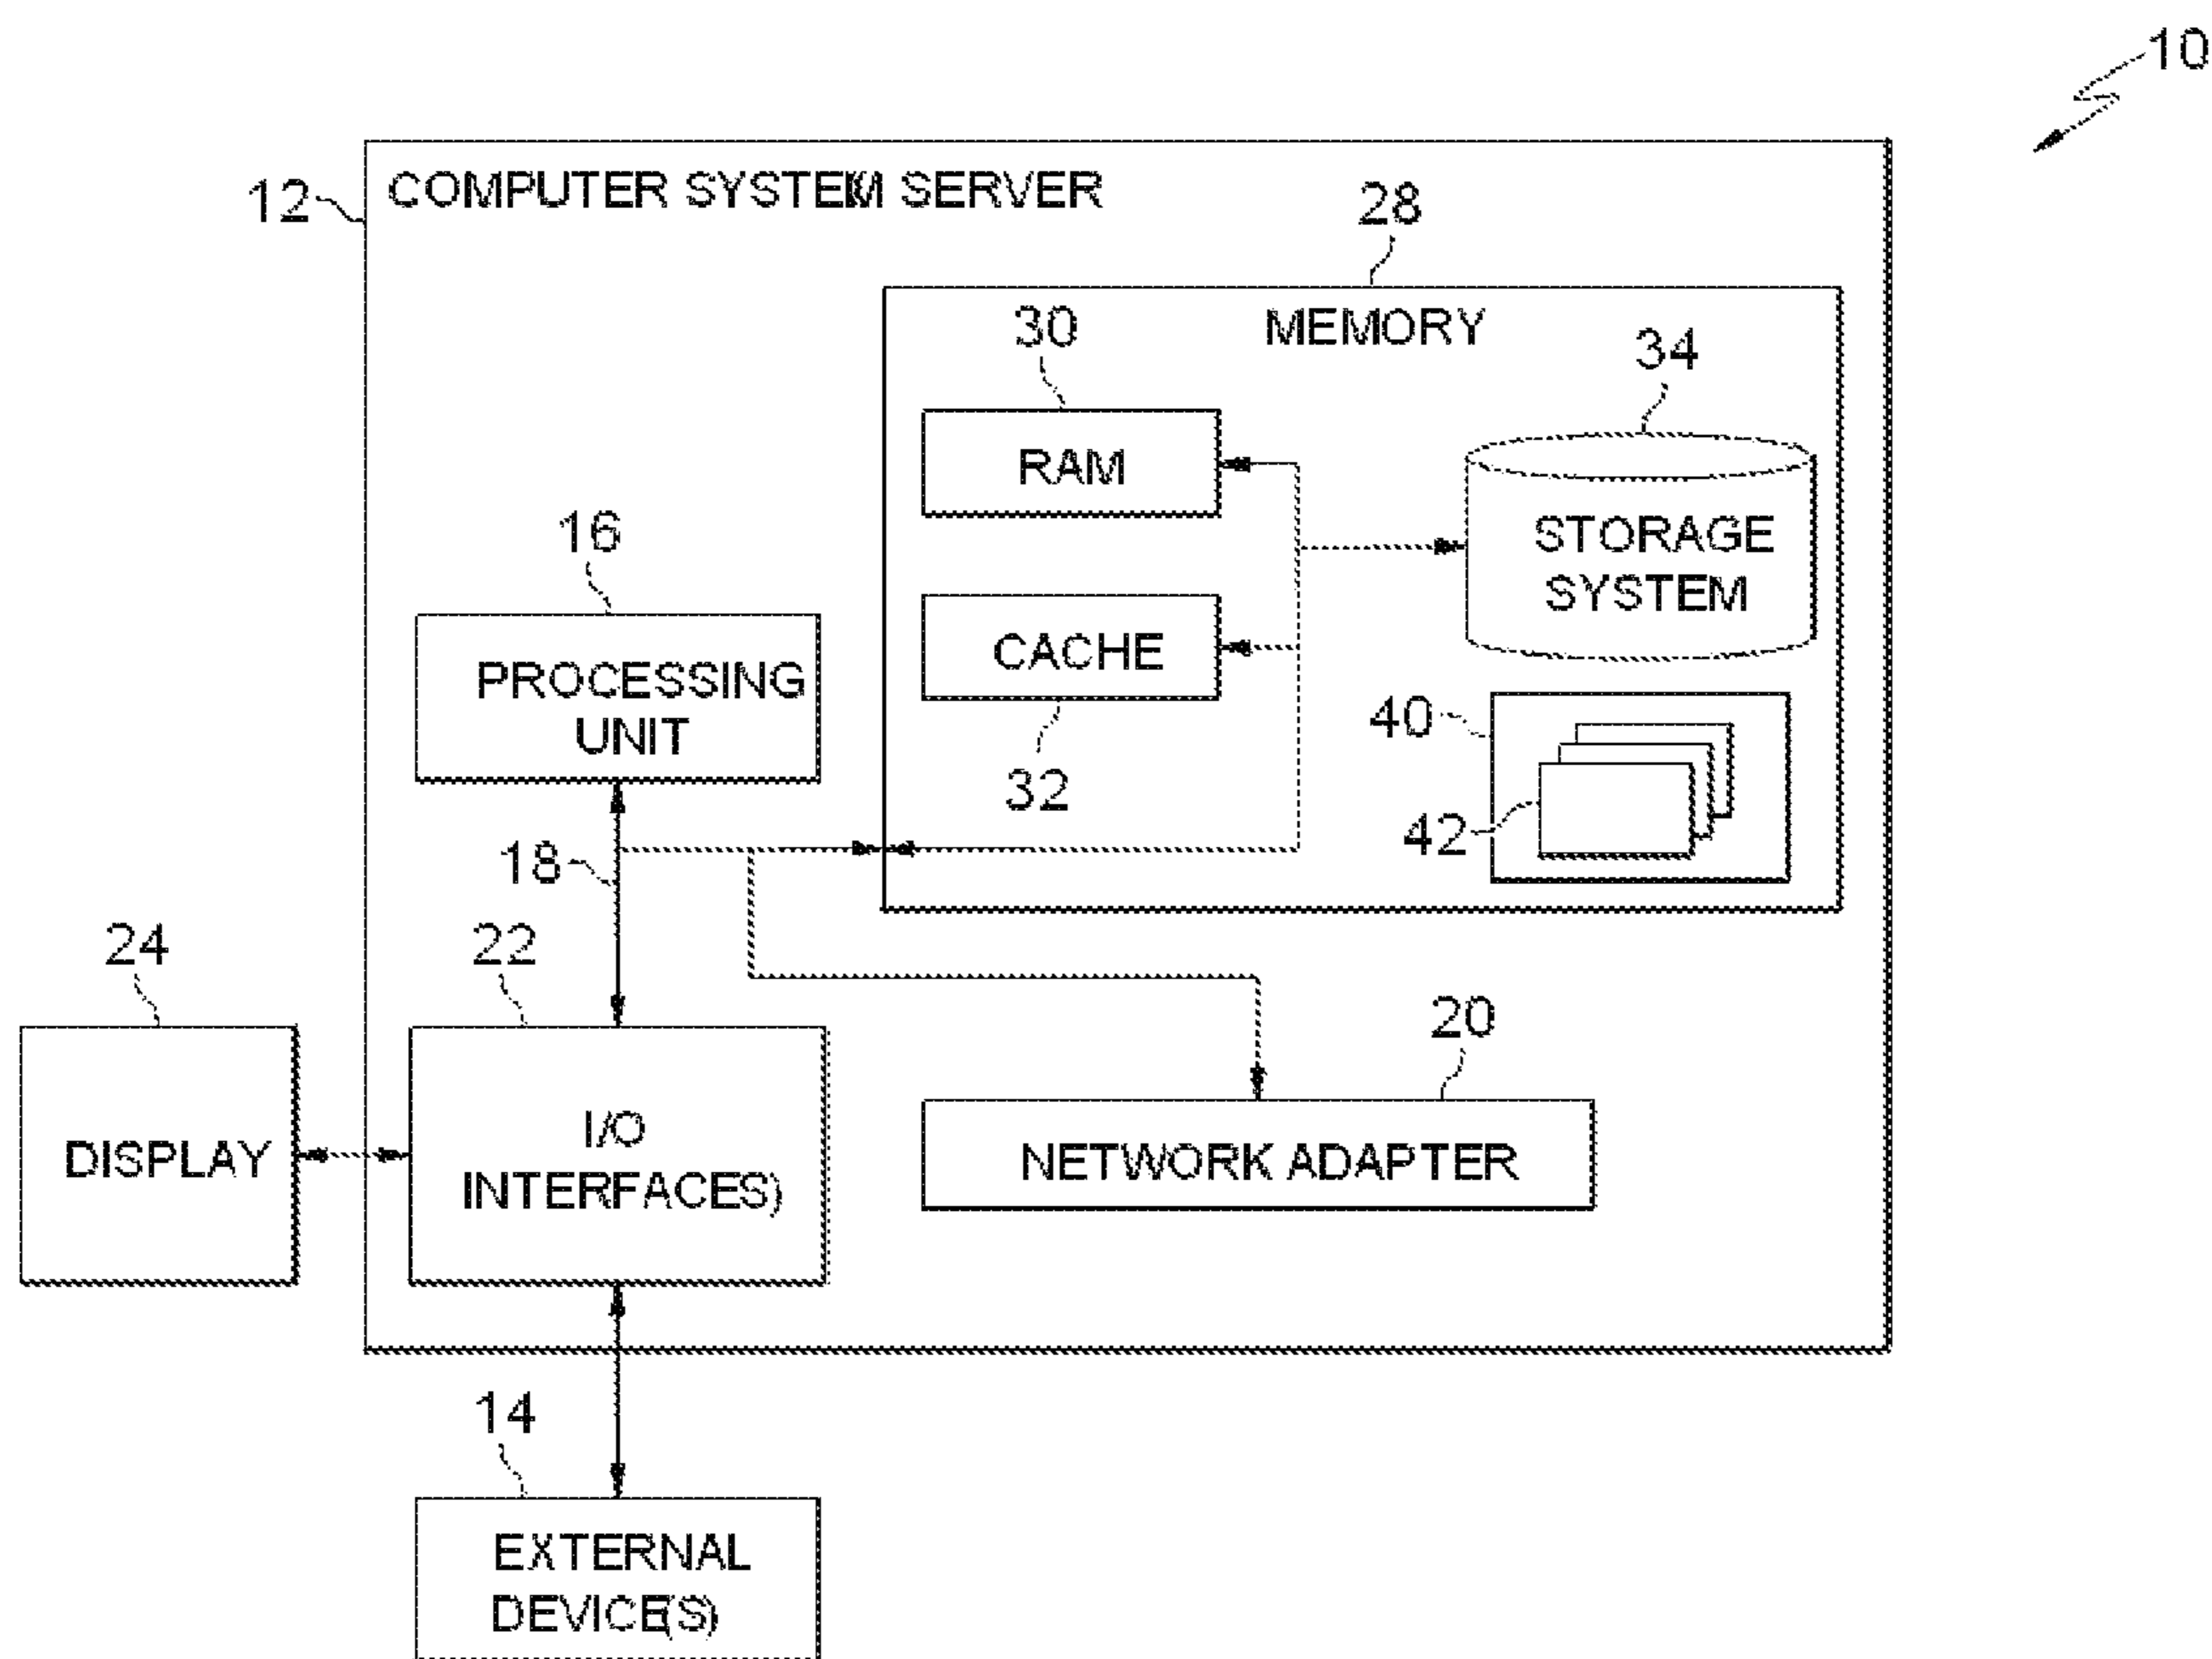 10
12
COMPUTER SYSTEM SERVER
28
MEMORY
30
RAM
34
STORAGE
SYSTEM
16
PROCESSING
UNIT
CACHE
32
40
42
18
24
DISPLAY
22
I/O
INTERFACES)
20
NETWORK ADAPTER
14
EXTERNAL
DEVICE(S)